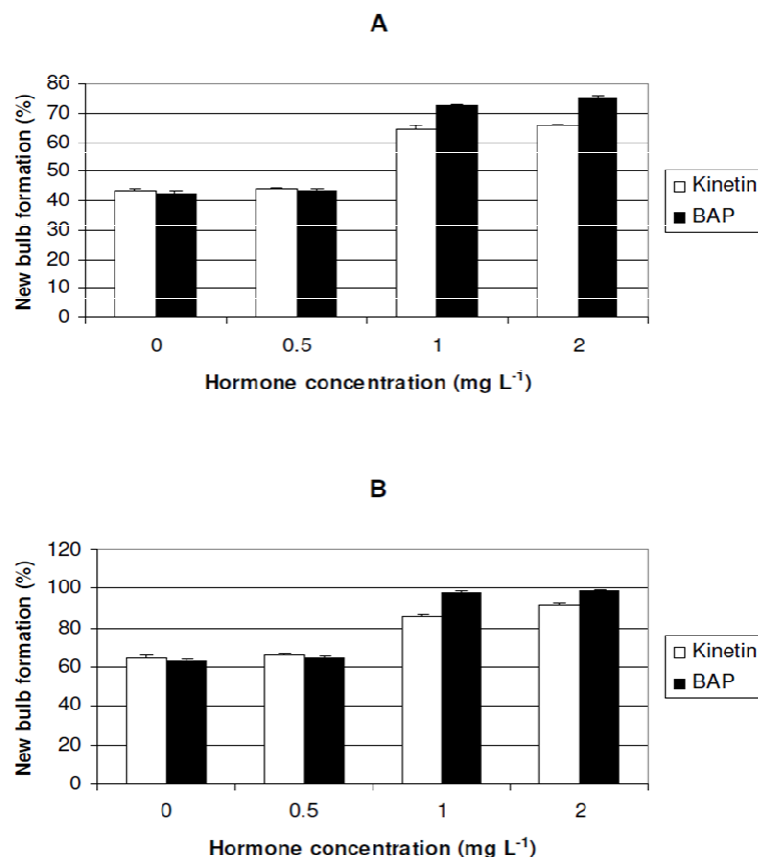 A
New bulb formation (%)
80
70
60
50
40
30
20
10
0
0 0.5 1 2
Hormone concentration (mg L⁻¹)
Kinetin
BAP
B
New bulb formation (%)
120
100
80
60
40
20
0
0 0.5 1 2
Hormone concentration (mg L⁻¹)
Kinetin
BAP